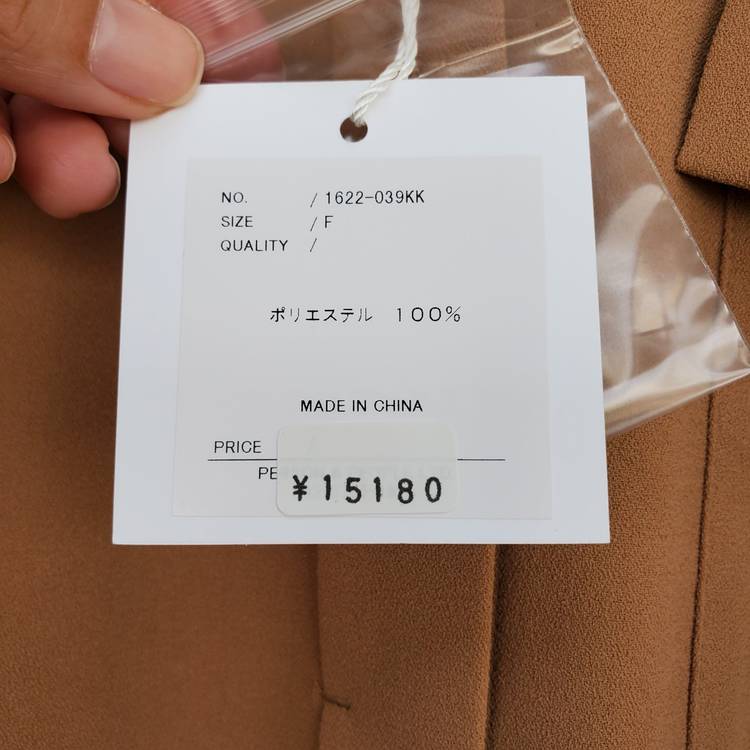 NO. / 1622-039KK
SIZE / F
QUALITY /
ポリエステル 100%
MADE IN CHINA
PRICE /
¥15180